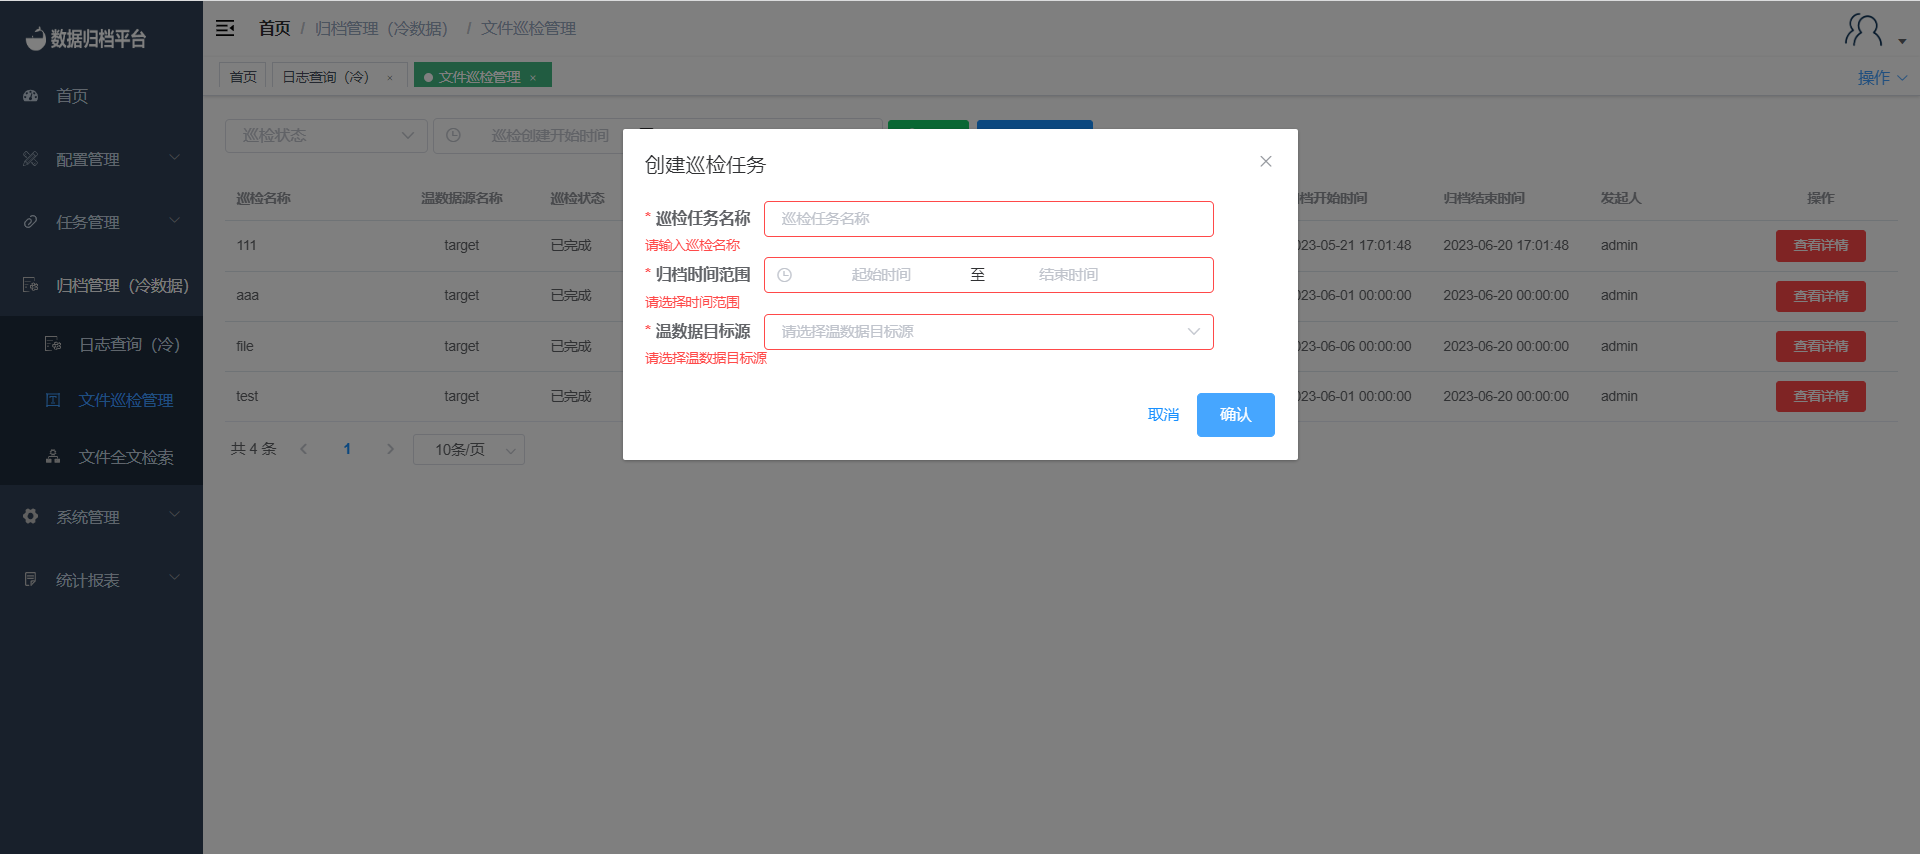 数据归档平台
首页 / 归档管理（冷数据） / 文件巡检管理
首页 日志查询（冷） × 文件巡检管理 ×
操作
首页
配置管理
任务管理
归档管理（冷数据)
日志查询（冷）
文件巡检管理
文件全文检索
系统管理
统计报表
巡检状态 巡检创建开始时间
巡检名称 温数据源名称 巡检状态 档开始时间 归档结束时间 发起人 操作
111 target 已完成 023-05-21 17:01:48 2023-06-20 17:01:48 admin 查看详情
aaa target 已完成 023-06-01 00:00:00 2023-06-20 00:00:00 admin 查看详情
file target 已完成 023-06-06 00:00:00 2023-06-20 00:00:00 admin 查看详情
test target 已完成 023-06-01 00:00:00 2023-06-20 00:00:00 admin 查看详情
共 4 条 1 10条/页
创建巡检任务
* 巡检任务名称 巡检任务名称
请输入巡检名称
* 归档时间范围 起始时间 至 结束时间
请选择时间范围
* 温数据目标源 请选择温数据目标源
请选择温数据目标源
取消 确认